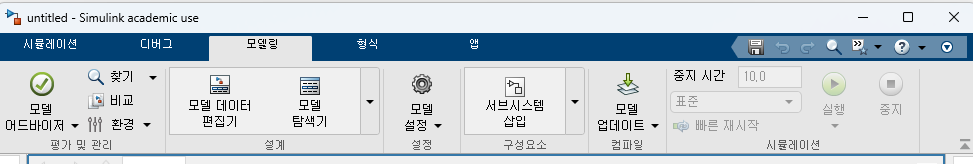 untitled - Simulink academic use
시뮬레이션 디버그 모델링 형식 앱
모델
어드바이저
찾기
비교
환경
평가 및 관리
모델 데이터
편집기
모델
탐색기
설계
모델
설정
설정
서브시스템
삽입
구성요소
모델
업데이트
컴파일
중지 시간 10,0
표준
빠른 재시작
실행
중지
시뮬레이션